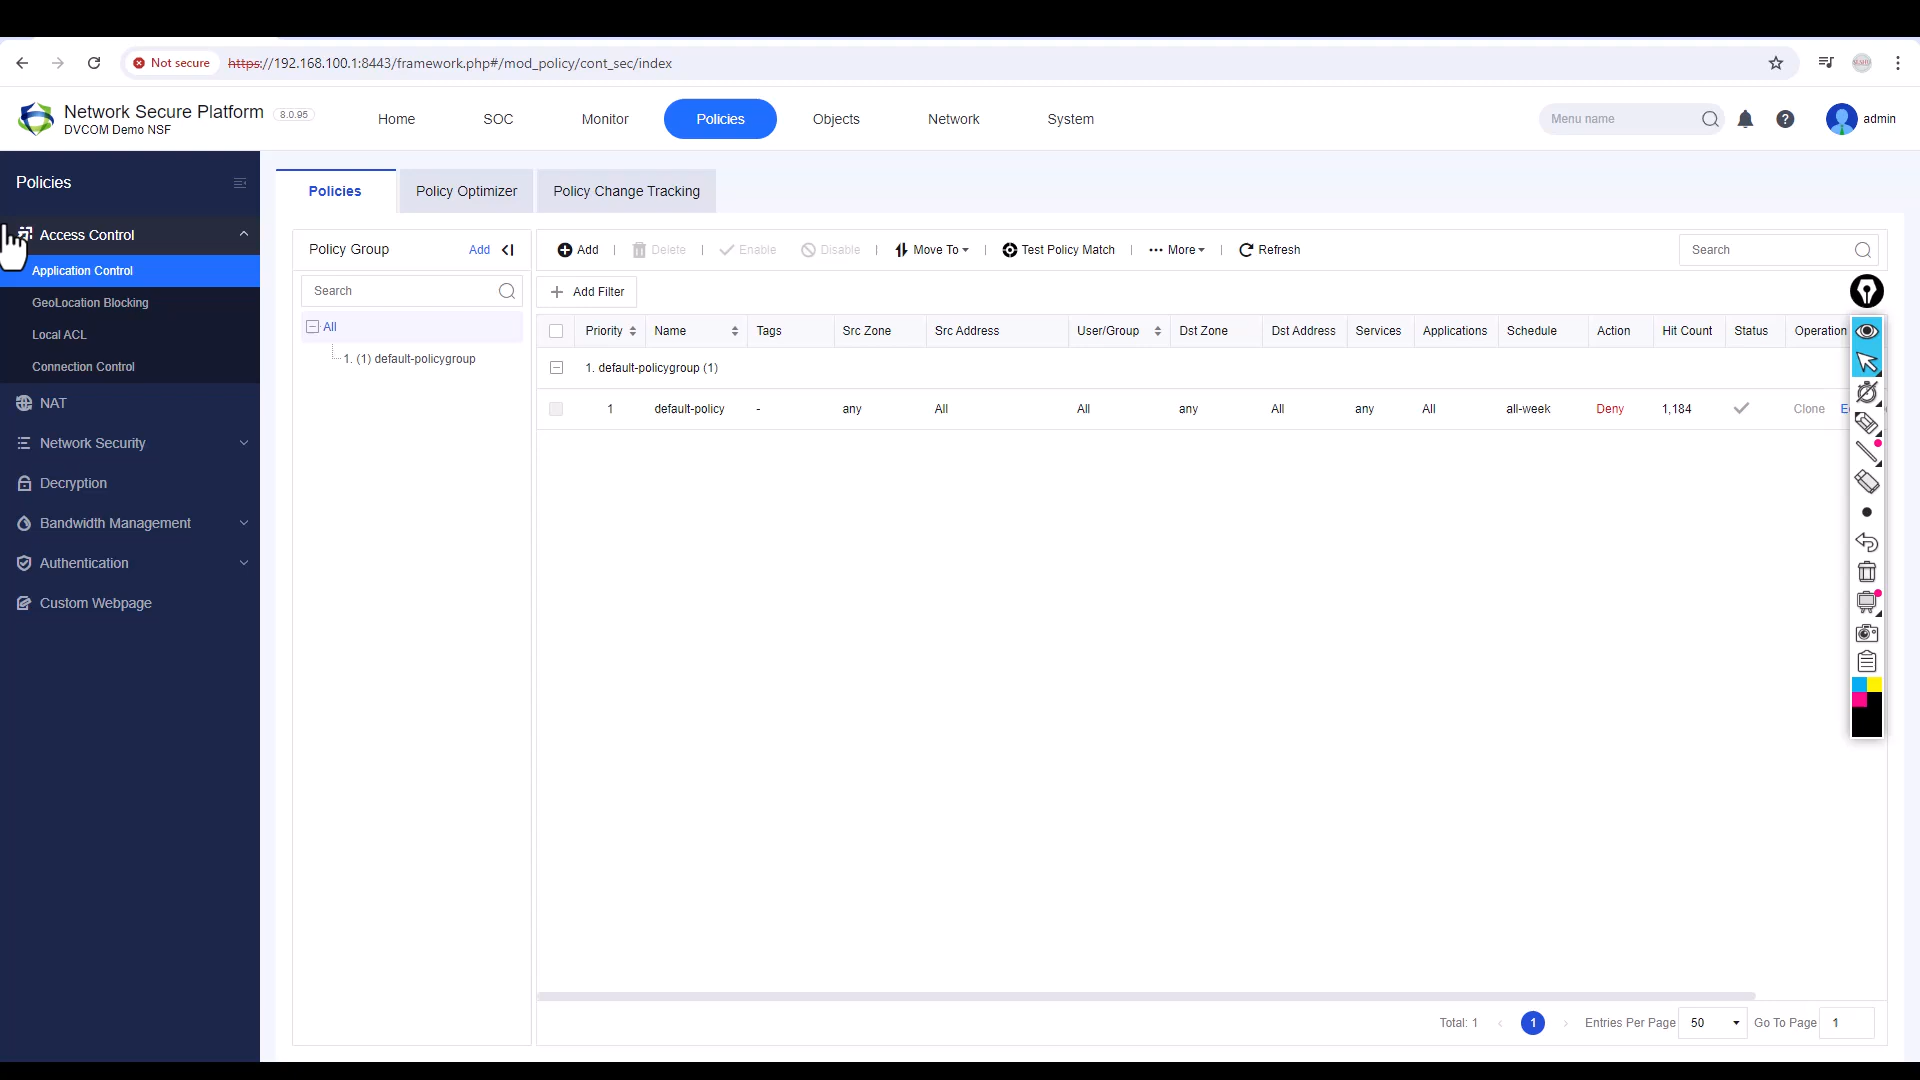 Not secure
https://192.168.100.1:8443/framework.php#/mod_policy/cont_sec/index
Network Secure Platform 8.0.95
DVCOM Demo NSF
Home SOC Monitor Policies Objects Network System
Menu name
admin
Policies
Access Control
Application Control
GeoLocation Blocking
Local ACL
Connection Control
NAT
Network Security
Decryption
Bandwidth Management
Authentication
Custom Webpage
Policies Policy Optimizer Policy Change Tracking
Policy Group Add
Search
All
1. (1) default-policygroup
Add Delete Enable Disable Move To Test Policy Match More Refresh Search
Add Filter
Priority Name Tags Src Zone Src Address User/Group Dst Zone Dst Address Services Applications Schedule Action Hit Count Status Operation
1. default-policygroup (1)
1 default-policy - any All All any All any All all-week Deny 1,184 Clone
Total: 1 1 Entries Per Page 50 Go To Page 1